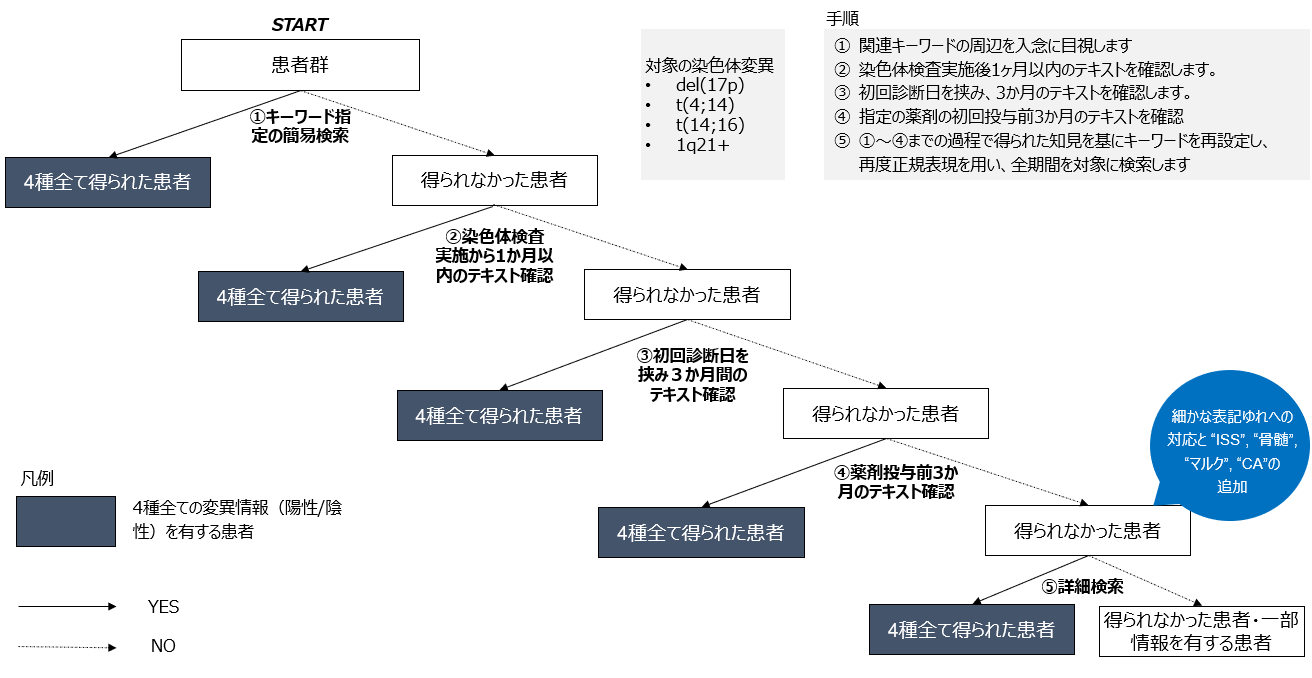 START
患者群
①キーワード指
定の簡易検索
4種全て得られた患者
得られなかった患者
②染色体検査
実施から1か月以
内のテキスト確認
4種全て得られた患者
得られなかった患者
③初回診断日を
挟み３か月間の
テキスト確認
4種全て得られた患者
得られなかった患者
④薬剤投与前3か
月のテキスト確認
4種全て得られた患者
得られなかった患者
⑤詳細検索
4種全て得られた患者
得られなかった患者・一部
情報を有する患者
対象の染色体変異
• del(17p)
• t(4;14)
• t(14;16)
• 1q21+
手順
① 関連キーワードの周辺を入念に目視します
② 染色体検査実施後1ヶ月以内のテキストを確認します。
③ 初回診断日を挟み、3か月のテキストを確認します。
④ 指定の薬剤の初回投与前3か月のテキストを確認
⑤ ①～④までの過程で得られた知見を基にキーワードを再設定し、
再度正規表現を用い、全期間を対象に検索します
細かな表記ゆれへの
対応と “ISS”, “骨髄”,
“マルク”, “CA”の
追加
凡例
4種全ての変異情報（陽性/陰
性）を有する患者
YES
NO